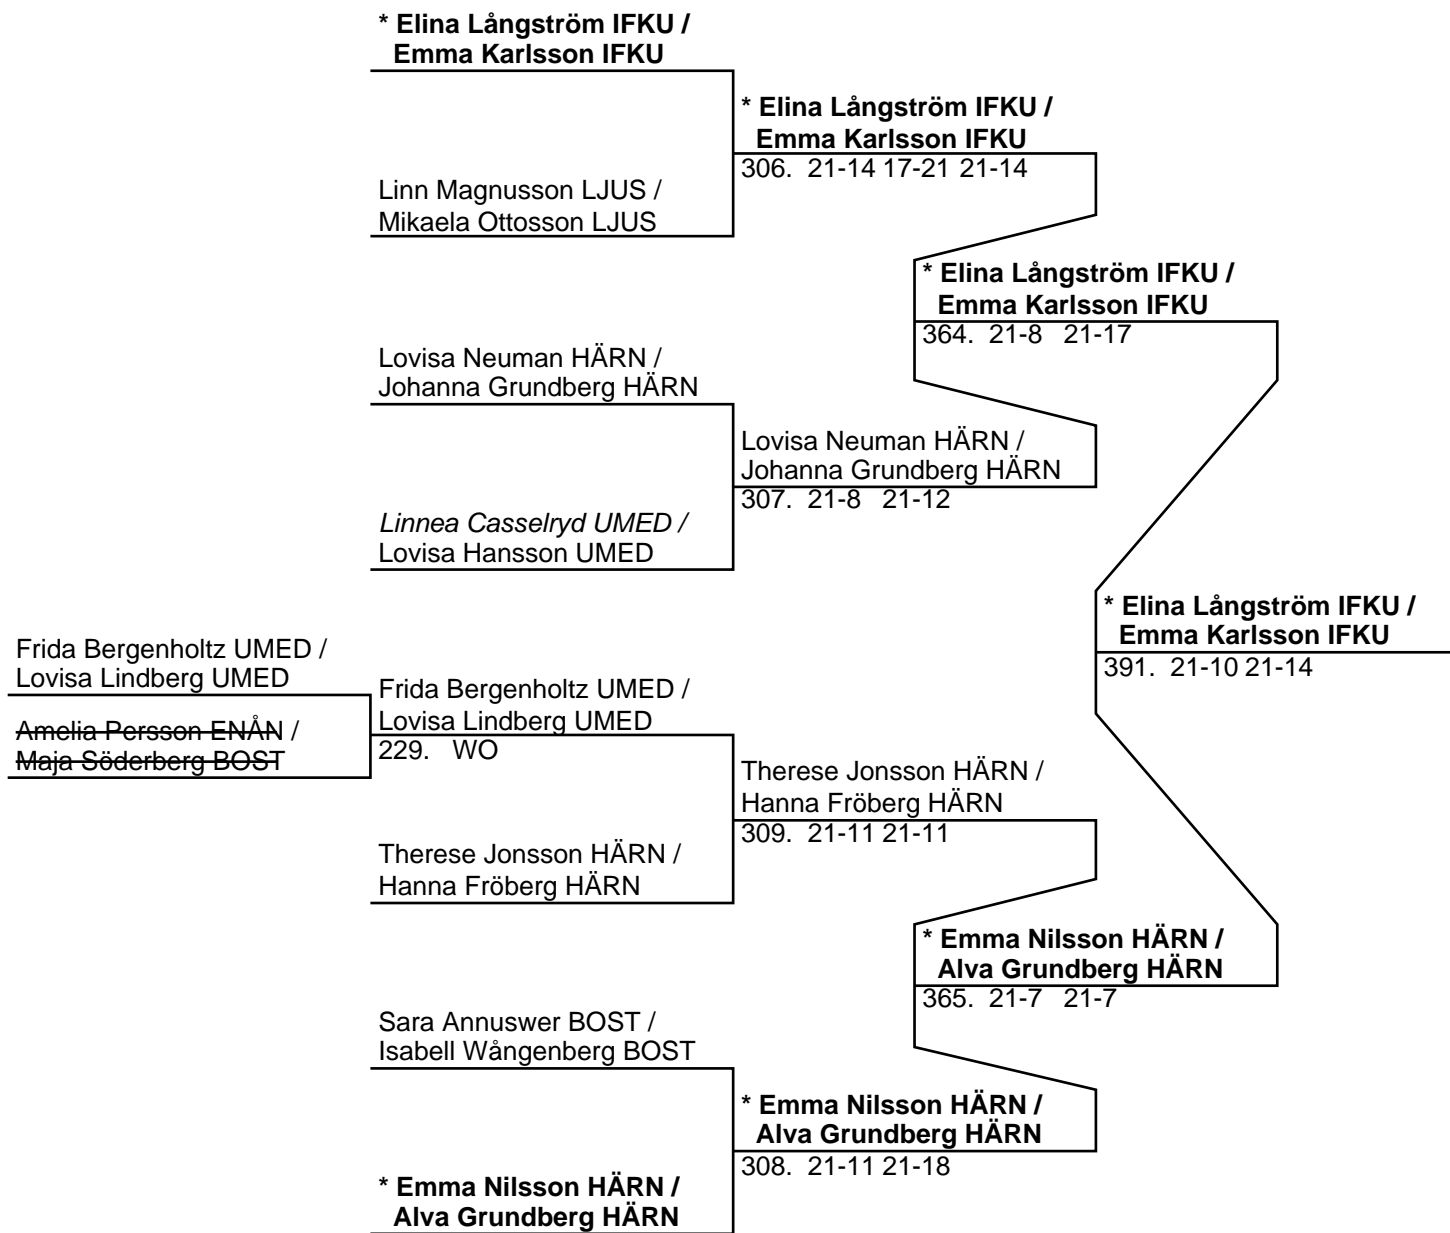 * Elina Långström IFKU /
Emma Karlsson IFKU
* Elina Långström IFKU /
Emma Karlsson IFKU
306. 21-14 17-21 21-14
Linn Magnusson LJUS /
Mikaela Ottosson LJUS
* Elina Långström IFKU /
Emma Karlsson IFKU
364. 21-8 21-17
Lovisa Neuman HÄRN /
Johanna Grundberg HÄRN
Lovisa Neuman HÄRN /
Johanna Grundberg HÄRN
307. 21-8 21-12
Linnea Casselryd UMED /
Lovisa Hansson UMED
* Elina Långström IFKU /
Emma Karlsson IFKU
391. 21-10 21-14
Frida Bergenholtz UMED /
Lovisa Lindberg UMED
Amelia Persson ENÅN /
Maja Söderberg BOST
Frida Bergenholtz UMED /
Lovisa Lindberg UMED
229. WO
Therese Jonsson HÄRN /
Hanna Fröberg HÄRN
309. 21-11 21-11
Therese Jonsson HÄRN /
Hanna Fröberg HÄRN
* Emma Nilsson HÄRN /
Alva Grundberg HÄRN
365. 21-7 21-7
Sara Annuswer BOST /
Isabell Wångenberg BOST
* Emma Nilsson HÄRN /
Alva Grundberg HÄRN
308. 21-11 21-18
* Emma Nilsson HÄRN /
Alva Grundberg HÄRN